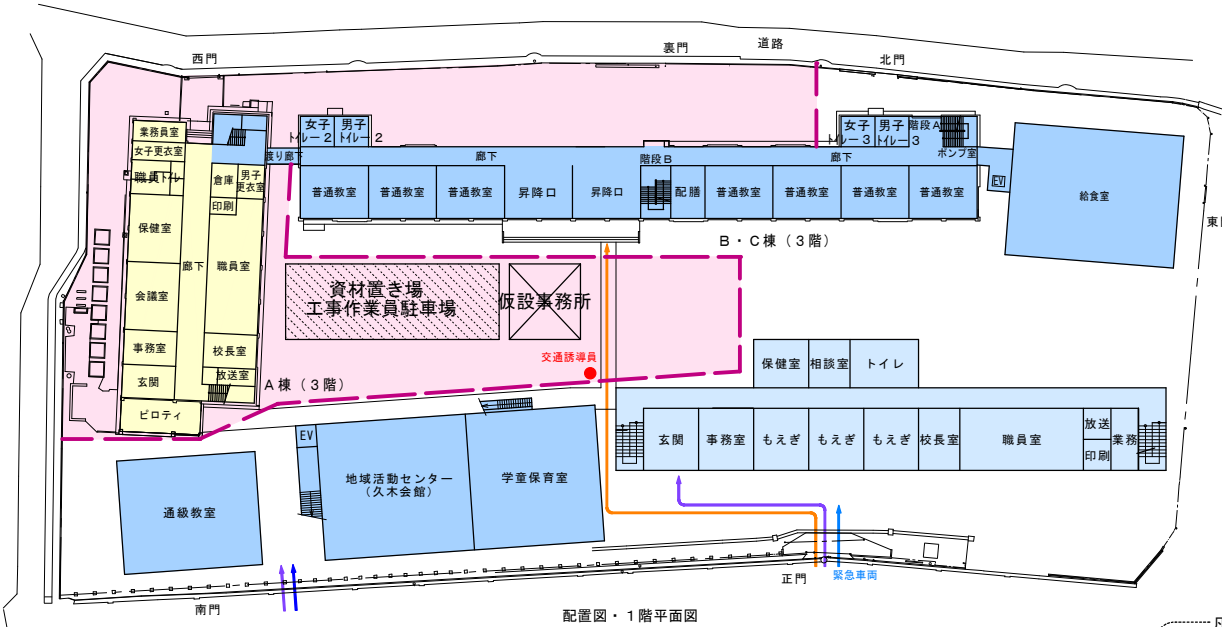 西門
裏門
道路
北門
業務員室
女子更衣室
職員トイレ
保健室
会議室
事務室
玄関
ピロティ
廊下
倉庫
男子
更衣室
印刷
職員室
校長室
放送室
A棟(3階)
渡り廊下
女子
トイレ-2
男子
トイレ-2
廊下
階段B
女子
トイレ-3
男子
トイレ-3
階段A
廊下
ポンプ室
EV
給食室
普通教室
普通教室
普通教室
昇降口
昇降口
配膳
普通教室
普通教室
普通教室
普通教室
B・C棟(3階)
資材置き場
工事作業員駐車場
仮設事務所
交通誘導員
保健室
相談室
トイレ
玄関
事務室
もえぎ
もえぎ
もえぎ
校長室
職員室
放送
印刷
業務
EV
地域活動センター
(久木会館)
学童保育室
通級教室
南門
正門
緊急車両
配置図・1階平面図